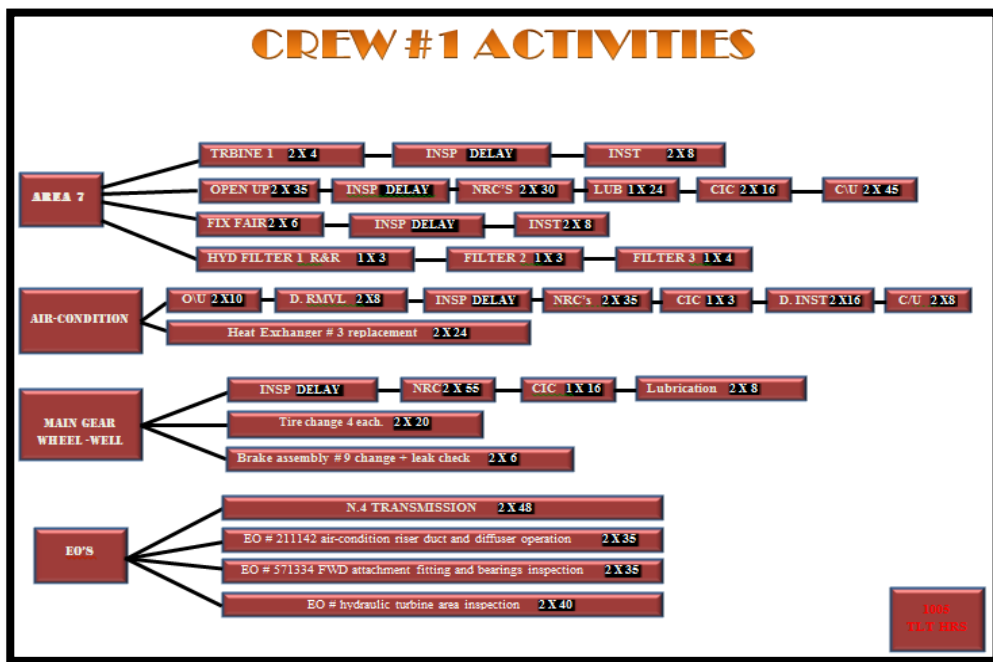 CREW #1 ACTIVITIES
TRBINE 1 2 X 4 INSP DELAY INST 2 X 8
AREA 7
OPEN UP 2 X 35 INSP DELAY NRC'S 2 X 30 LUB 1 X 24 CIC 2 X 16 C\U 2 X 45
FIX FAIR 2 X 6 INSP DELAY INST 2 X 8
HYD FILTER 1 R&R 1 X 3 FILTER 2 1 X 3 FILTER 3 1 X 4
AIR-CONDITION
O\U 2 X10 D. RMVL 2 X8 INSP DELAY NRC's 2 X 35 CIC 1 X 3 D. INST 2 X16 C/U 2 X8
Heat Exchanger # 3 replacement 2 X 24
MAIN GEAR
WHEEL -WELL
INSP DELAY NRC 2 X 55 CIC 1 X 16 Lubrication 2 X 8
Tire change 4 each. 2 X 20
Brake assembly # 9 change + leak check 2 X 6
EO'S
N.4 TRANSMISSION 2 X 48
EO # 211142 air-condition riser duct and diffuser operation 2 X 35
EO # 571334 FWD attachment fitting and bearings inspection 2 X 35
EO # hydraulic turbine area inspection 2 X 40
1005
TLT HRS